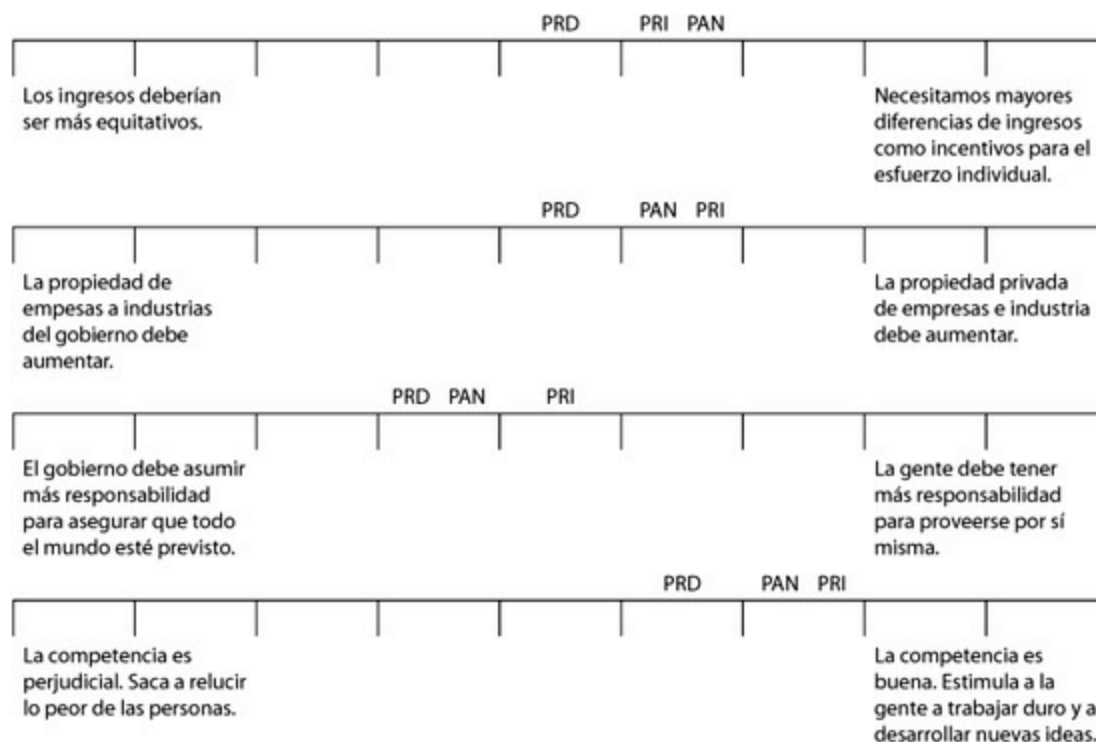 PRD PRI PAN
Los ingresos deberían
ser más equitativos.
Necesitamos mayores
diferencias de ingresos
como incentivos para el
esfuerzo individual.
PRD PAN PRI
La propiedad de
empesas a industrias
del gobierno debe
aumentar.
La propiedad privada
de empresas e industria
debe aumentar.
PRD PAN PRI
El gobierno debe asumir
más responsabilidad
para asegurar que todo
el mundo esté previsto.
La gente debe tener
más responsabilidad
para proveerse por sí
misma.
PRD PAN PRI
La competencia es
perjudicial. Saca a relucir
lo peor de las personas.
La competencia es
buena. Estimula a la
gente a trabajar duro y a
desarrollar nuevas ideas.